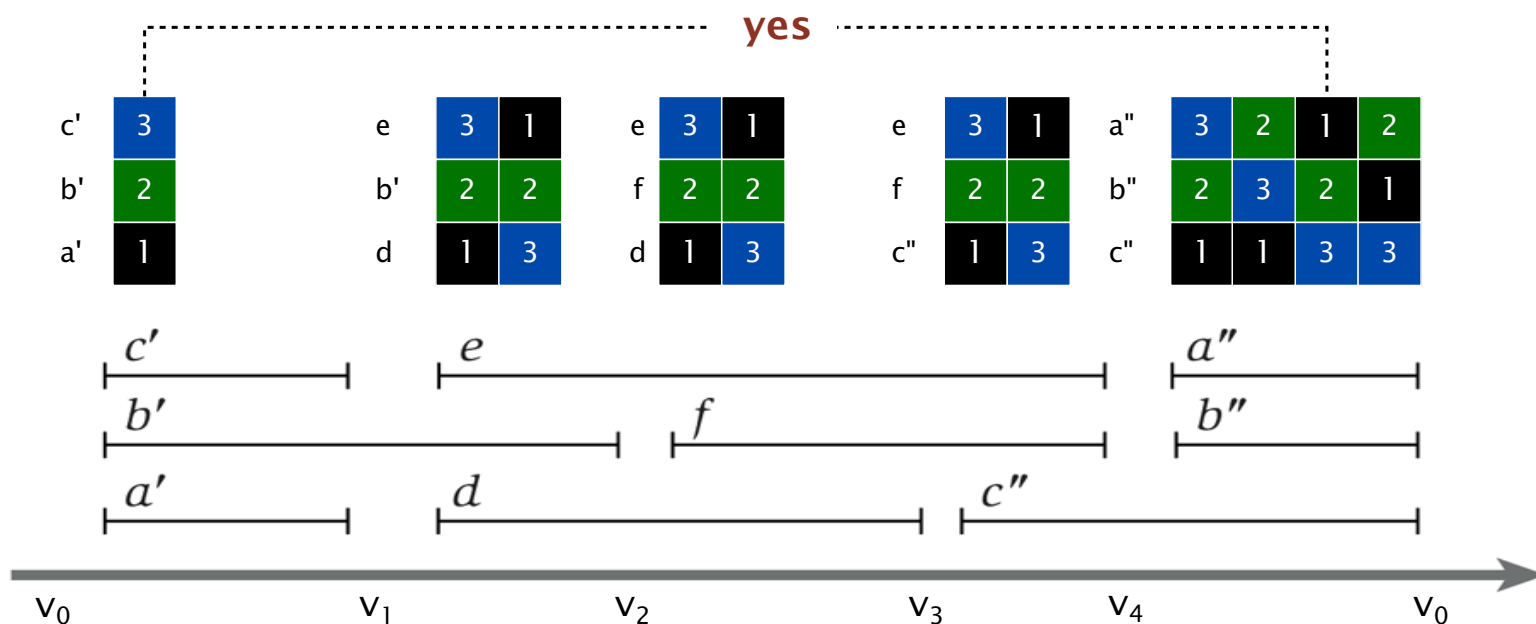 yes
c' 3 e 3 1 e 3 1 e 3 1 a" 3 2 1 2
b' 2 b' 2 2 f 2 2 f 2 2 b" 2 3 2 1
a' 1 d 1 3 d 1 3 c" 1 3 c" 1 1 3 3
c′ e a″
b′ f b″
a′ d c″
v₀ v₁ v₂ v₃ v₄ v₀